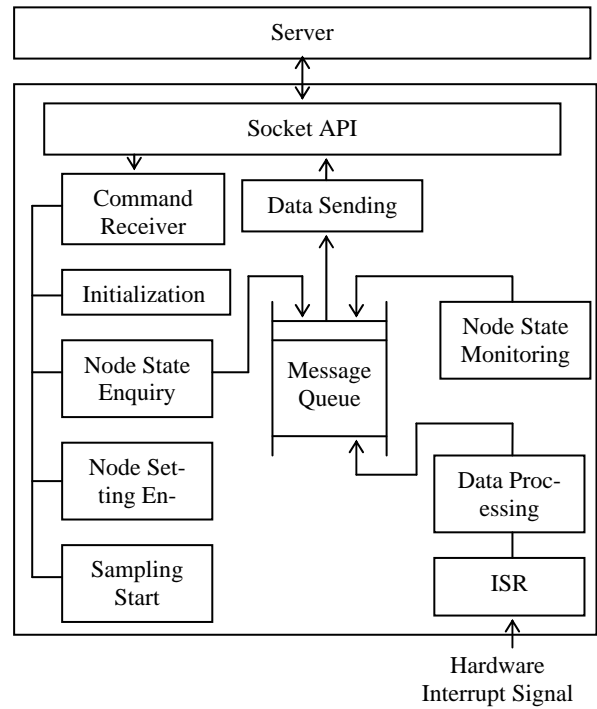 Server
Socket API
Command
Receiver
Data Sending
Initialization
Node State
Enquiry
Message
Queue
Node State
Monitoring
Node Set-
ting En-
Data Proc-
essing
Sampling
Start
ISR
Hardware
Interrupt Signal